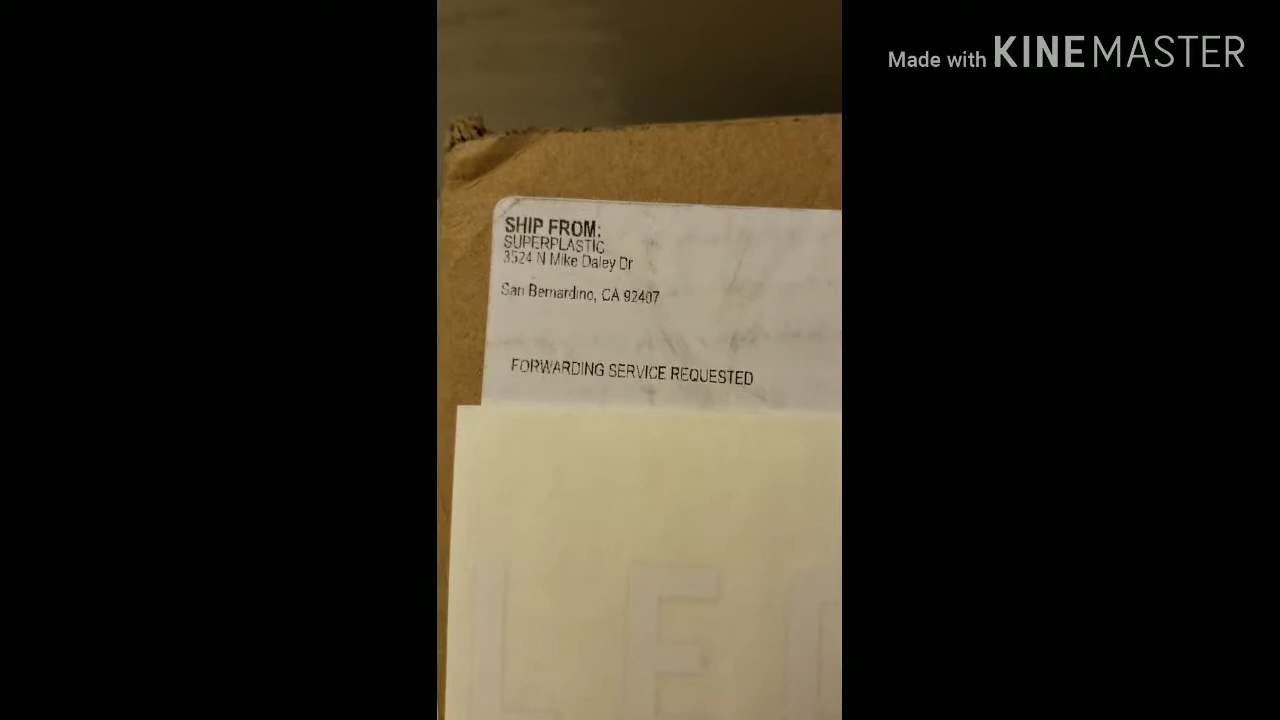 Made with KINEMASTER
SHIP FROM:
SUPERPLASTIC
3524 N Mike Daley Dr
San Bernardino, CA 92407
FORWARDING SERVICE REQUESTED